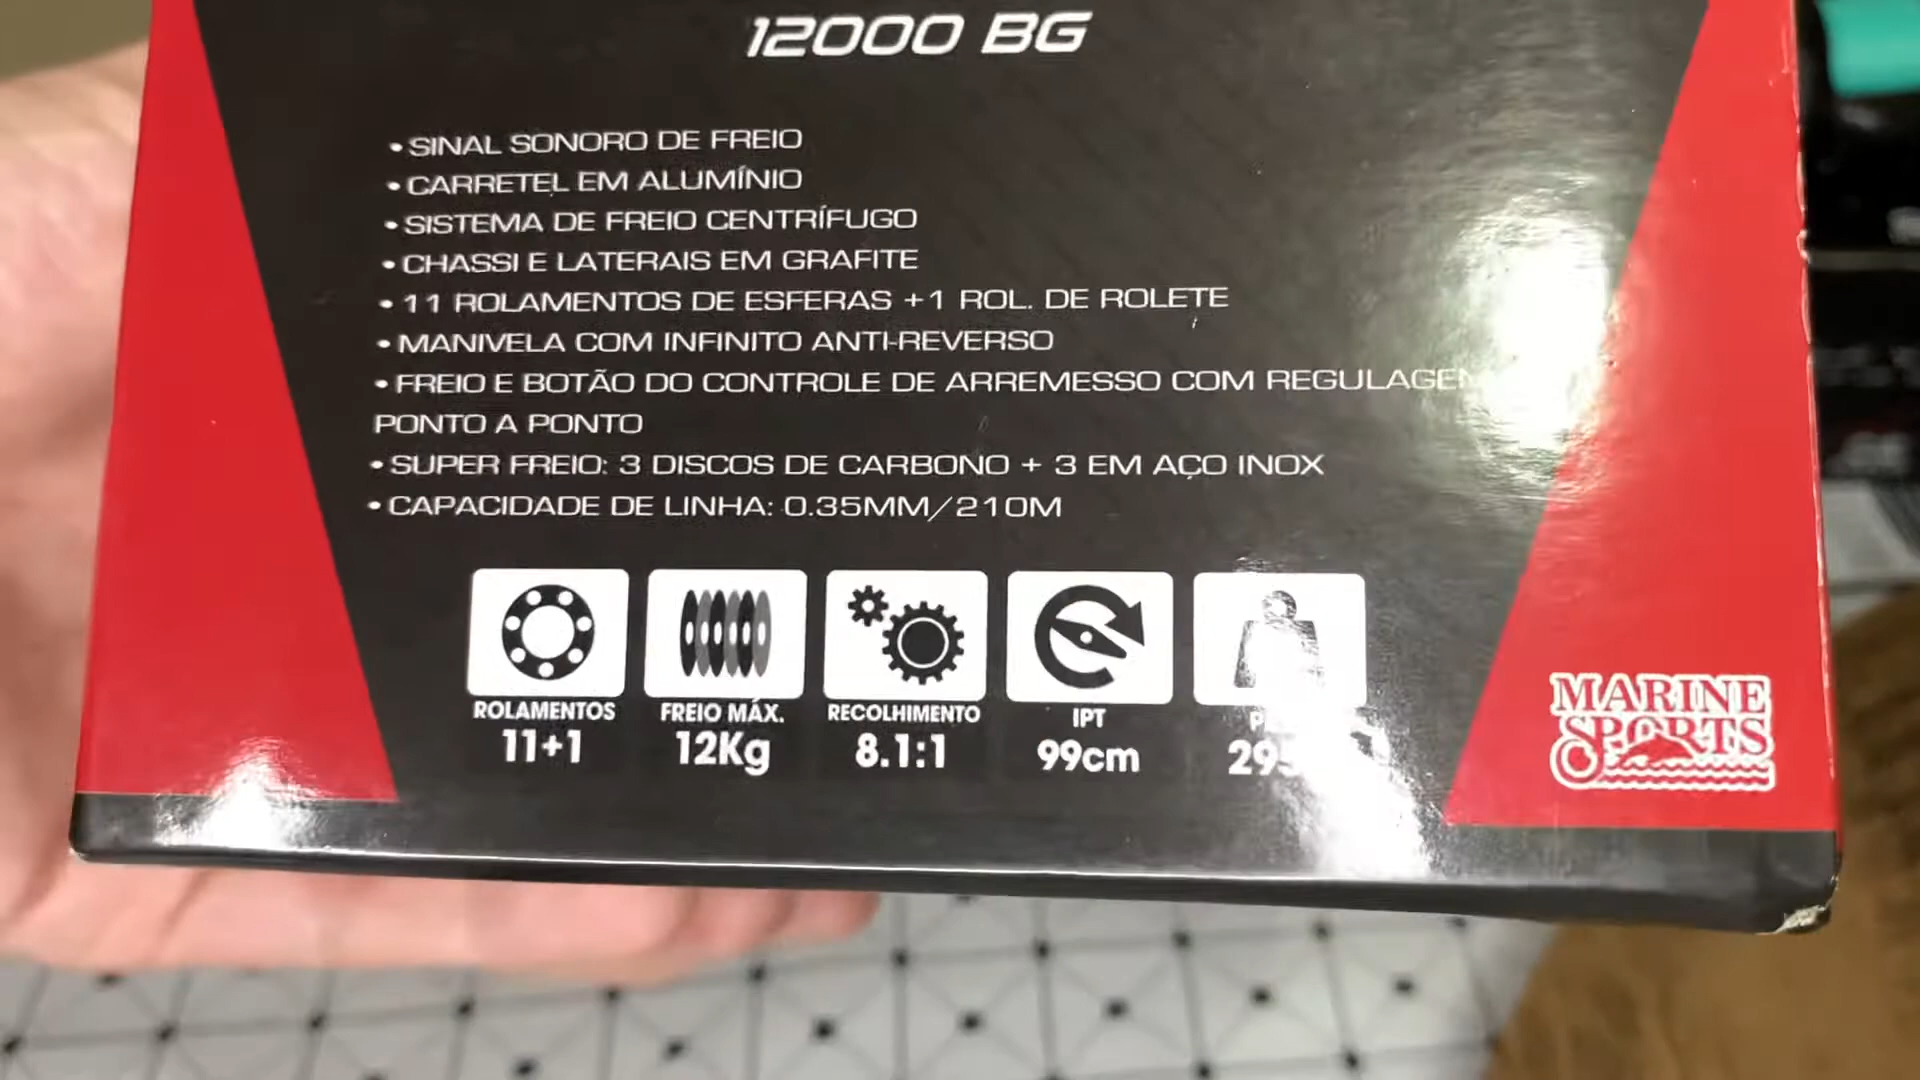 12000 BG
• SINAL SONORO DE FREIO
• CARRETEL EM ALUMÍNIO
• SISTEMA DE FREIO CENTRÍFUGO
• CHASSI E LATERAIS EM GRAFITE
• 11 ROLAMENTOS DE ESFERAS +1 ROL. DE ROLETE
• MANIVELA COM INFINITO ANTI-REVERSO
• FREIO E BOTÃO DO CONTROLE DE ARREMESSO COM REGULAGEM
PONTO A PONTO
• SUPER FREIO: 3 DISCOS DE CARBONO + 3 EM AÇO INOX
• CAPACIDADE DE LINHA: 0.35MM/210M
ROLAMENTOS
11+1
FREIO MÁX.
12Kg
RECOLHIMENTO
8.1:1
IPT
99cm
MARINE
SPORTS